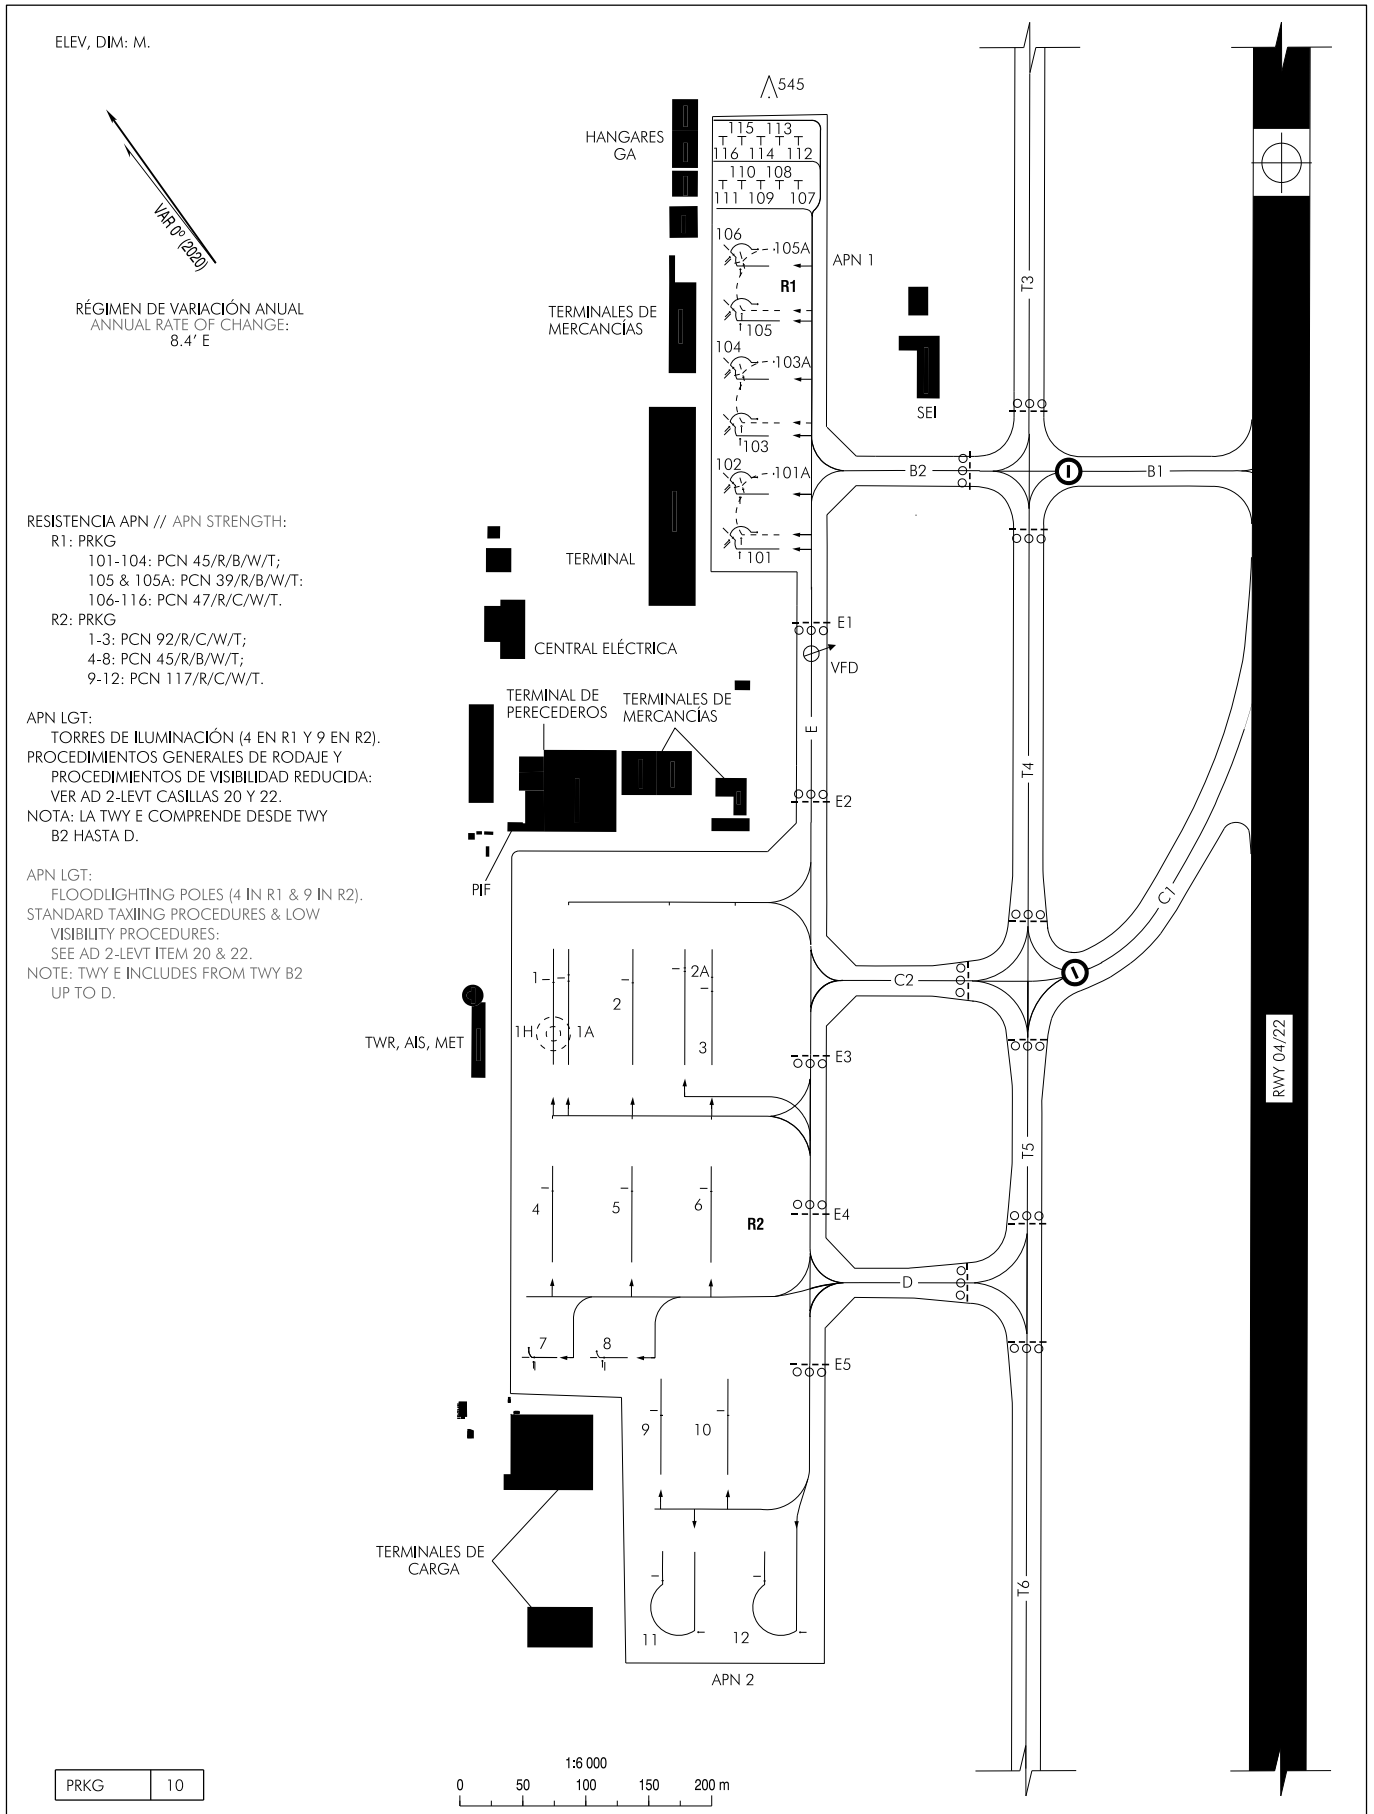 ELEV, DIM: M.
VAR 0° (2020)
RÉGIMEN DE VARIACIÓN ANUAL
ANNUAL RATE OF CHANGE:
8.4' E
RESISTENCIA APN // APN STRENGTH:
R1: PRKG
101-104: PCN 45/R/B/W/T;
105 & 105A: PCN 39/R/B/W/T:
106-116: PCN 47/R/C/W/T.
R2: PRKG
1-3: PCN 92/R/C/W/T;
4-8: PCN 45/R/B/W/T;
9-12: PCN 117/R/C/W/T.
APN LGT:
TORRES DE ILUMINACIÓN (4 EN R1 Y 9 EN R2).
PROCEDIMIENTOS GENERALES DE RODAJE Y
PROCEDIMIENTOS DE VISIBILIDAD REDUCIDA:
VER AD 2-LEVT CASILLAS 20 Y 22.
NOTA: LA TWY E COMPRENDE DESDE TWY
B2 HASTA D.
APN LGT:
FLOODLIGHTING POLES (4 IN R1 & 9 IN R2).
STANDARD TAXIING PROCEDURES & LOW
VISIBILITY PROCEDURES:
SEE AD 2-LEVT ITEM 20 & 22.
NOTE: TWY E INCLUDES FROM TWY B2
UP TO D.
545
HANGARES
GA
115 113
116 114 112
110 108
111 109 107
106
105A
APN 1
R1
TERMINALES DE
MERCANCÍAS
105
104
103A
SEI
103
102
101A
101
TERMINAL
T3
B2
B1
E1
VFD
CENTRAL ELÉCTRICA
TERMINAL DE
PERECEDEROS
TERMINALES DE
MERCANCÍAS
E
T4
E2
PIF
C1
1
2A
2
C2
1H
1A
3
E3
TWR, AIS, MET
RWY 04/22
T5
4
5
6
R2
E4
D
7
8
E5
9
10
TERMINALES DE
CARGA
T6
11
12
APN 2
PRKG 10
1:6 000
0 50 100 150 200 m